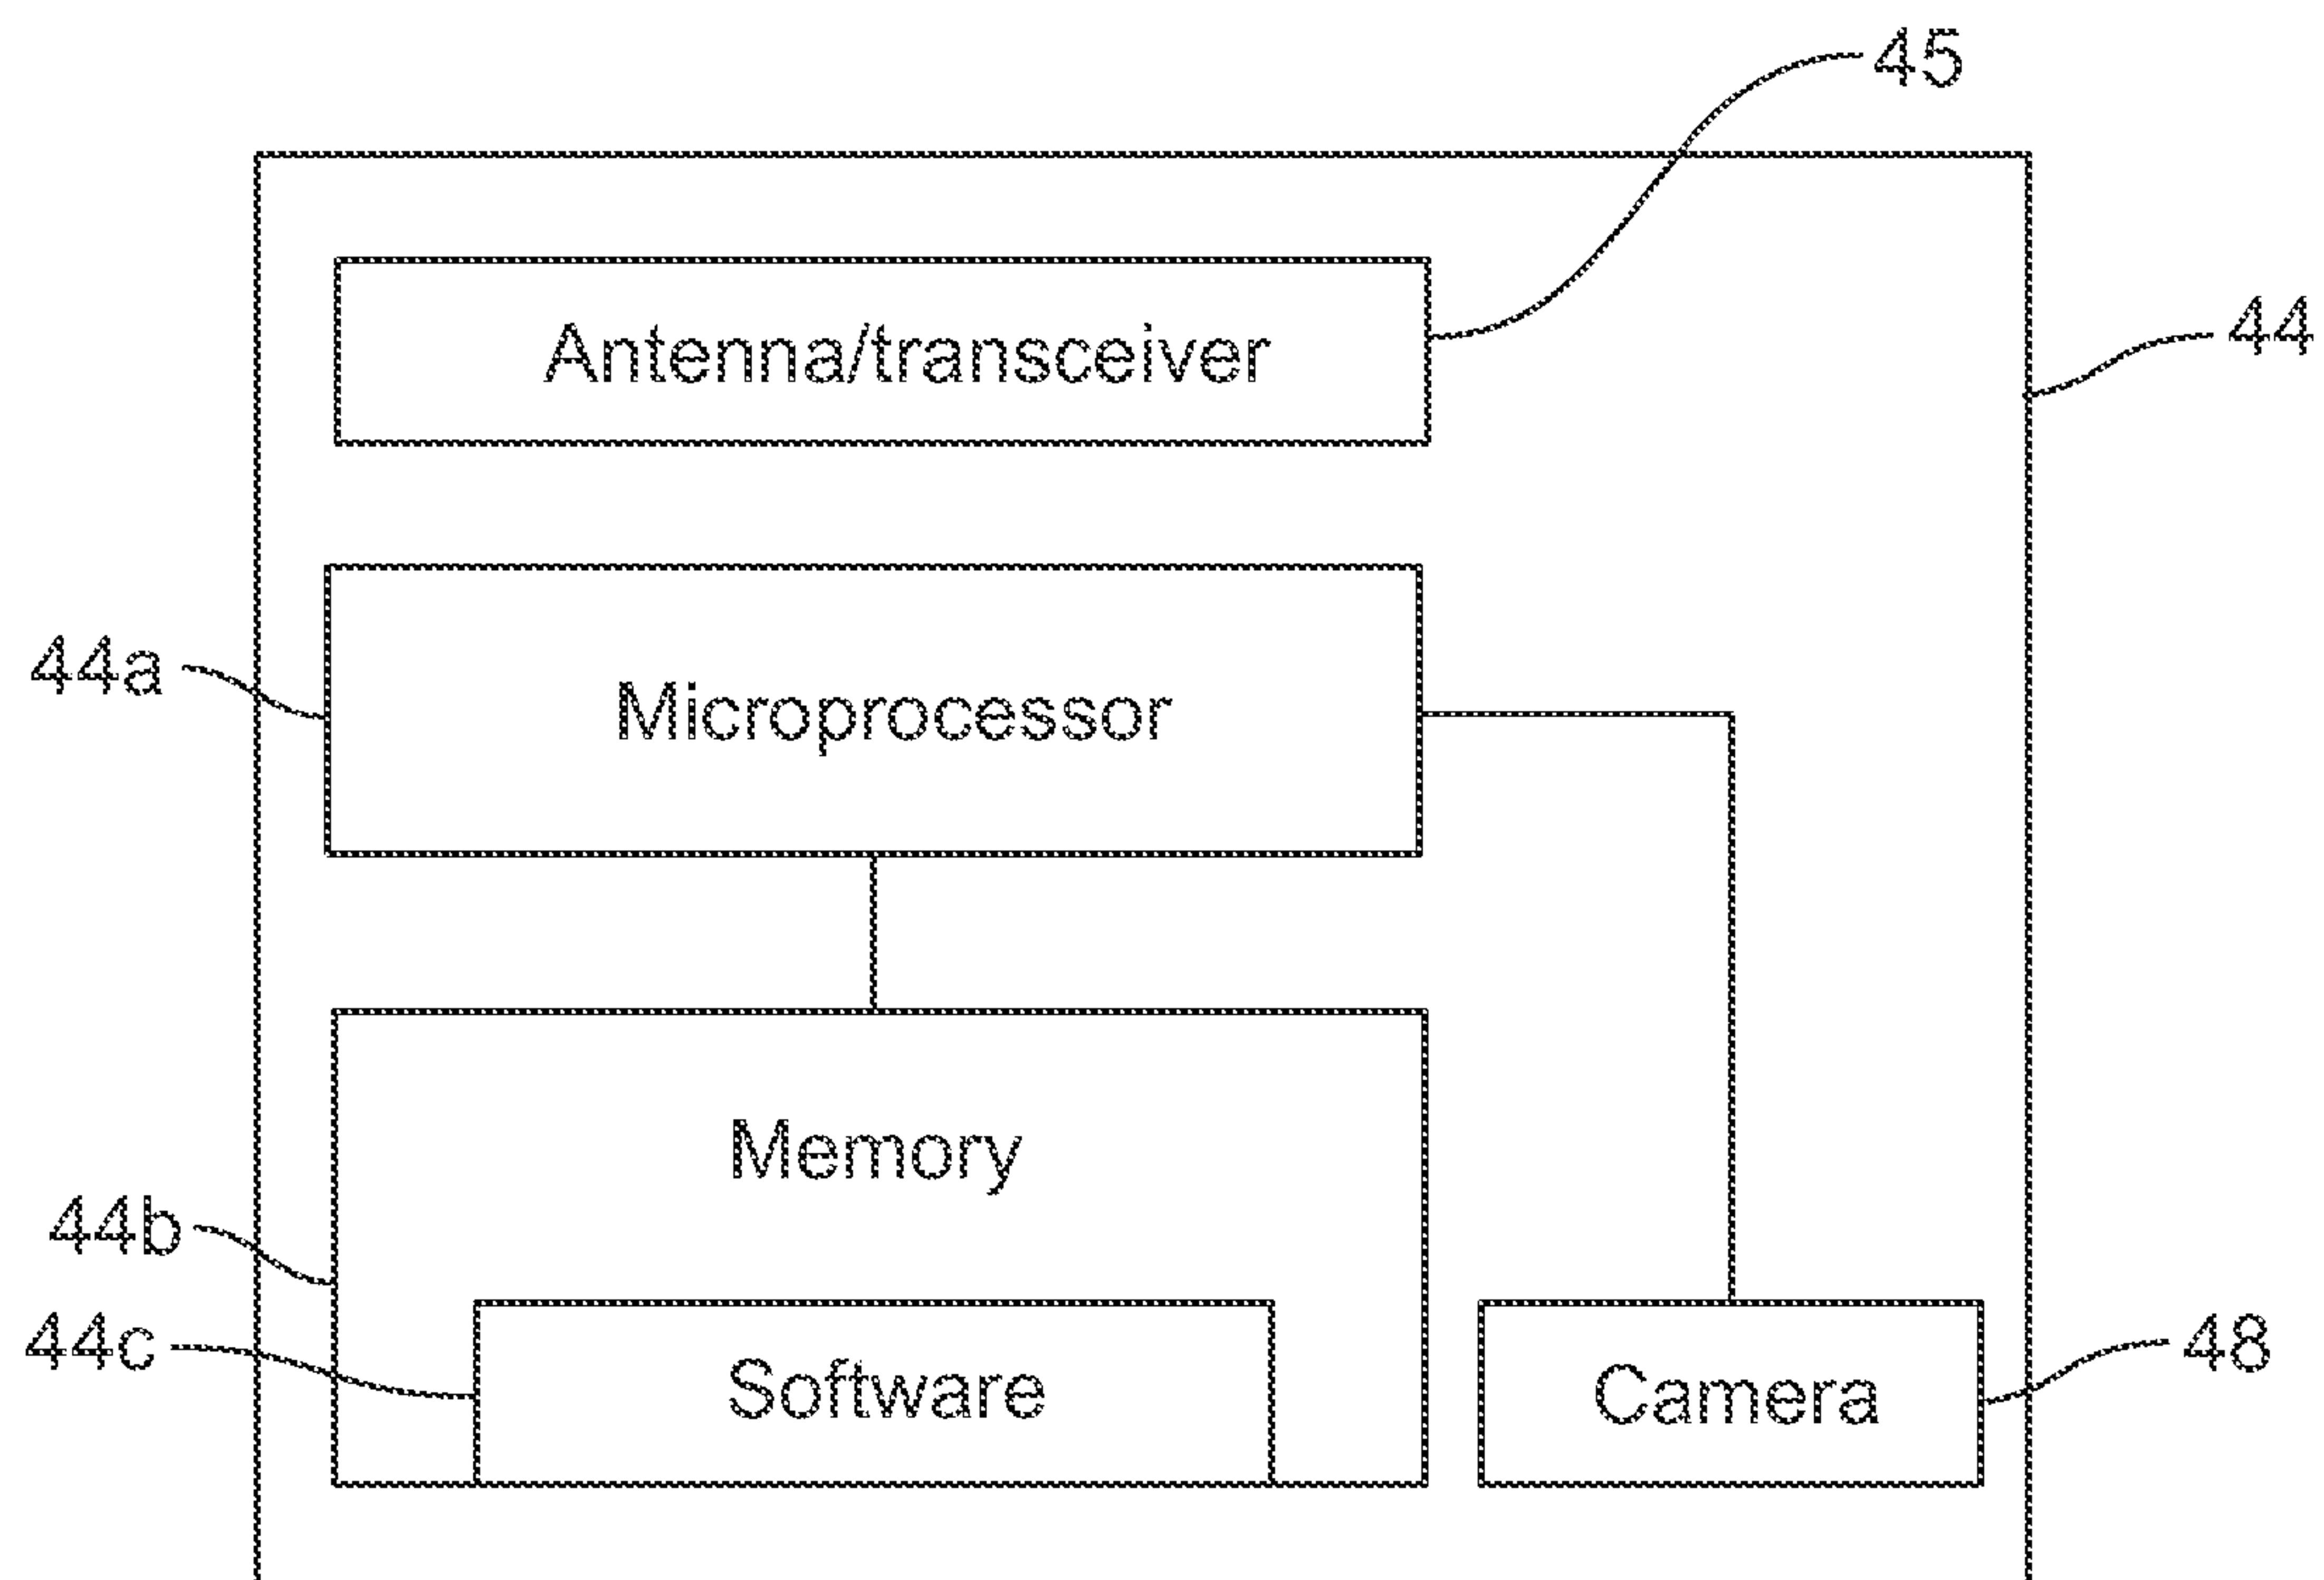 45
Antenna/transceiver
44
44a
Microprocessor
Memory
44b
44c
Software
Camera
48